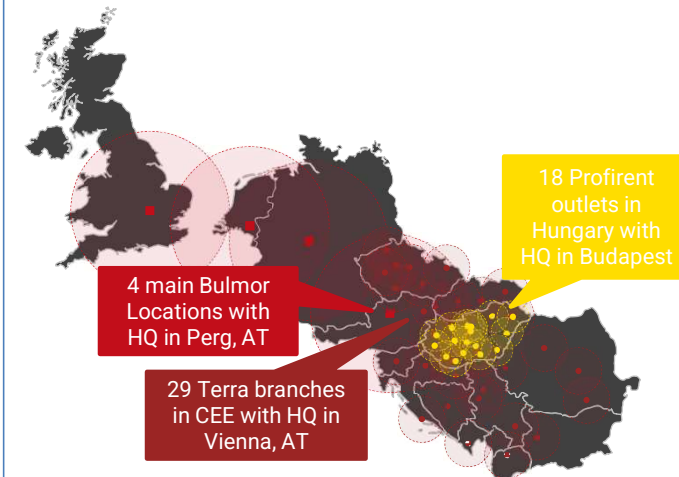 18 Profirent
outlets in
Hungary with
HQ in Budapest
4 main Bulmor
Locations with
HQ in Perg, AT
29 Terra branches
in CEE with HQ in
Vienna, AT